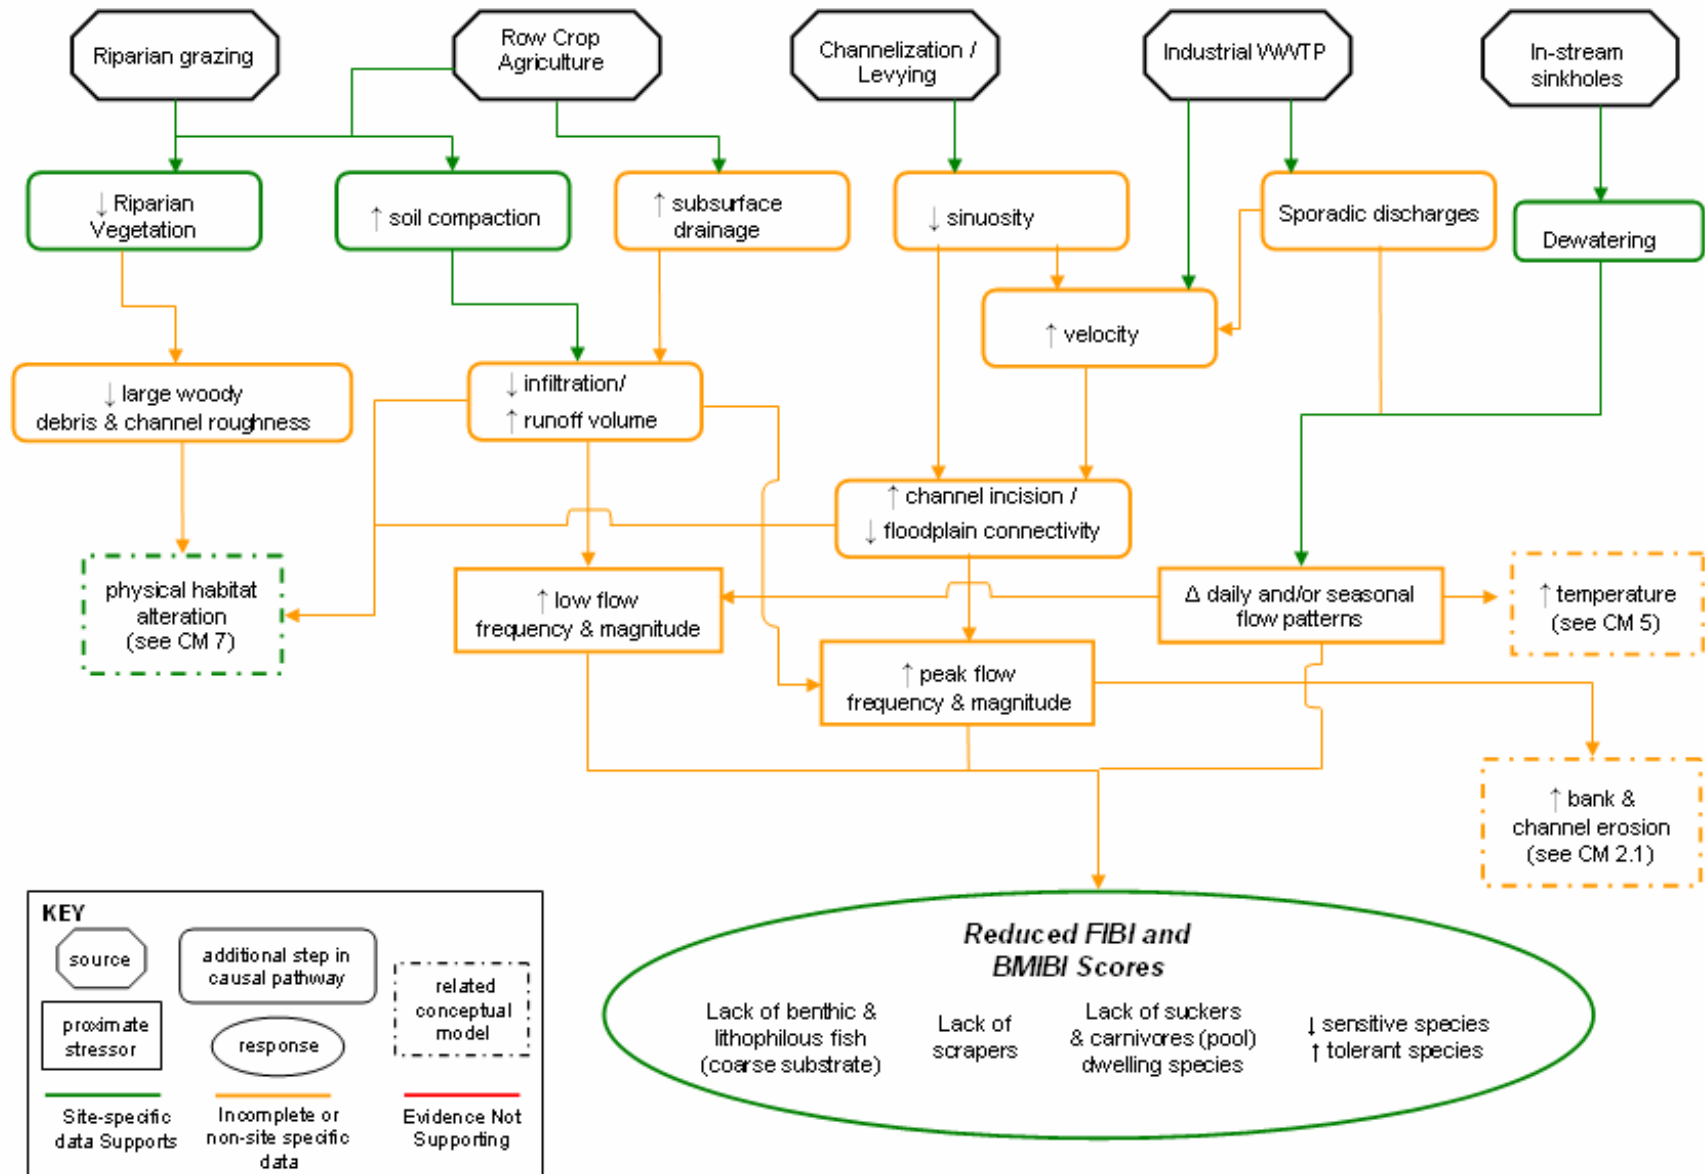 Riparian grazing
Row Crop
Agriculture
Channelization /
Levying
Industrial WWTP
In-stream
sinkholes
↓ Riparian
Vegetation
↑ soil compaction
↑ subsurface
drainage
↓ sinuosity
Sporadic discharges
Dewatering
↑ velocity
↓ large woody
debris & channel roughness
↓ infiltration/
↑ runoff volume
↑ channel incision /
↓ floodplain connectivity
physical habitat
alteration
(see CM 7)
↑ low flow
frequency & magnitude
Δ daily and/or seasonal
flow patterns
↑ temperature
(see CM 5)
↑ peak flow
frequency & magnitude
↑ bank &
channel erosion
(see CM 2.1)
KEY
source
additional step in
causal pathway
related
conceptual
model
proximate
stressor
response
Site-specific
data Supports
Incomplete or
non-site specific
data
Evidence Not
Supporting
Reduced FIBI and
BMIBI Scores
Lack of benthic &
lithophilous fish
(coarse substrate)
Lack of
scrapers
Lack of suckers
& carnivores (pool)
dwelling species
↓ sensitive species
↑ tolerant species